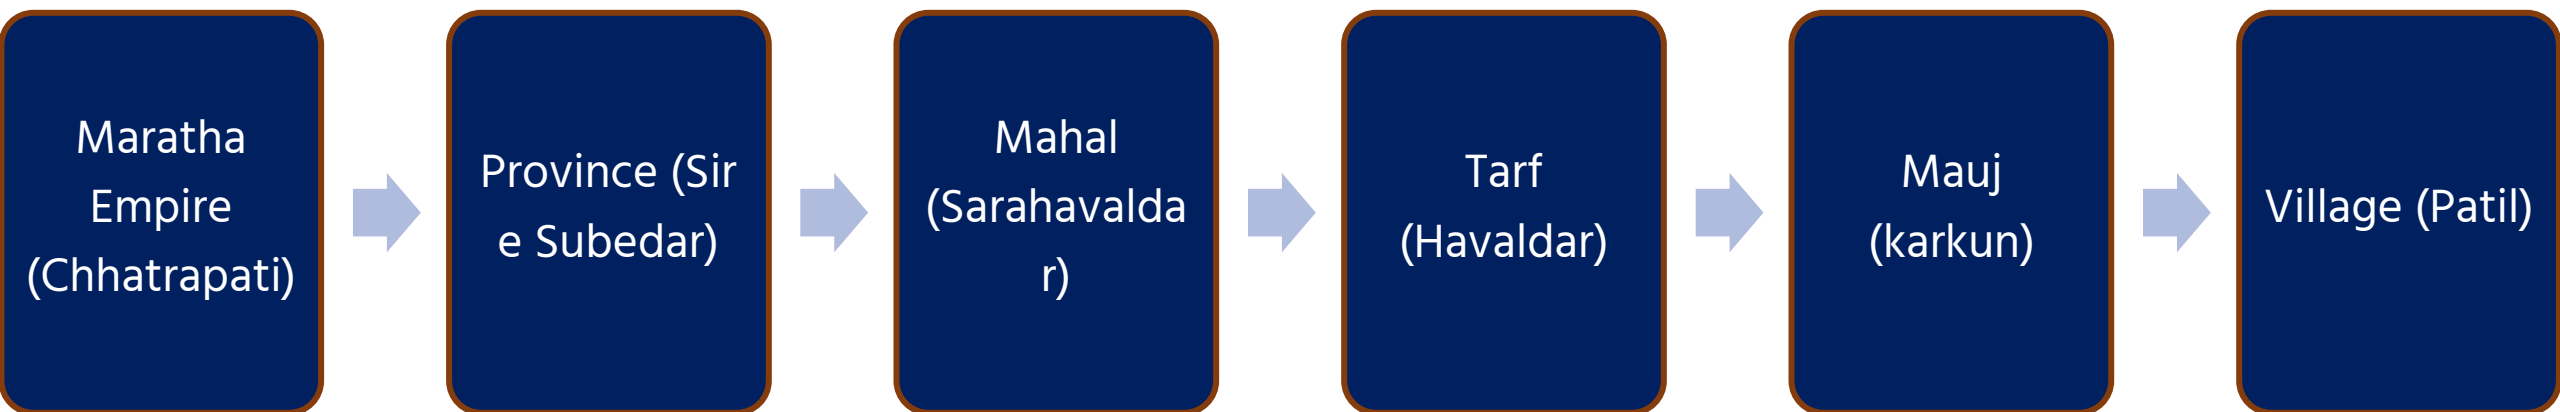 Maratha
Empire
(Chhatrapati)
Province (Sir
e Subedar)
Mahal
(Sarahavalda
r)
Tarf
(Havaldar)
Mauj
(karkun)
Village (Patil)